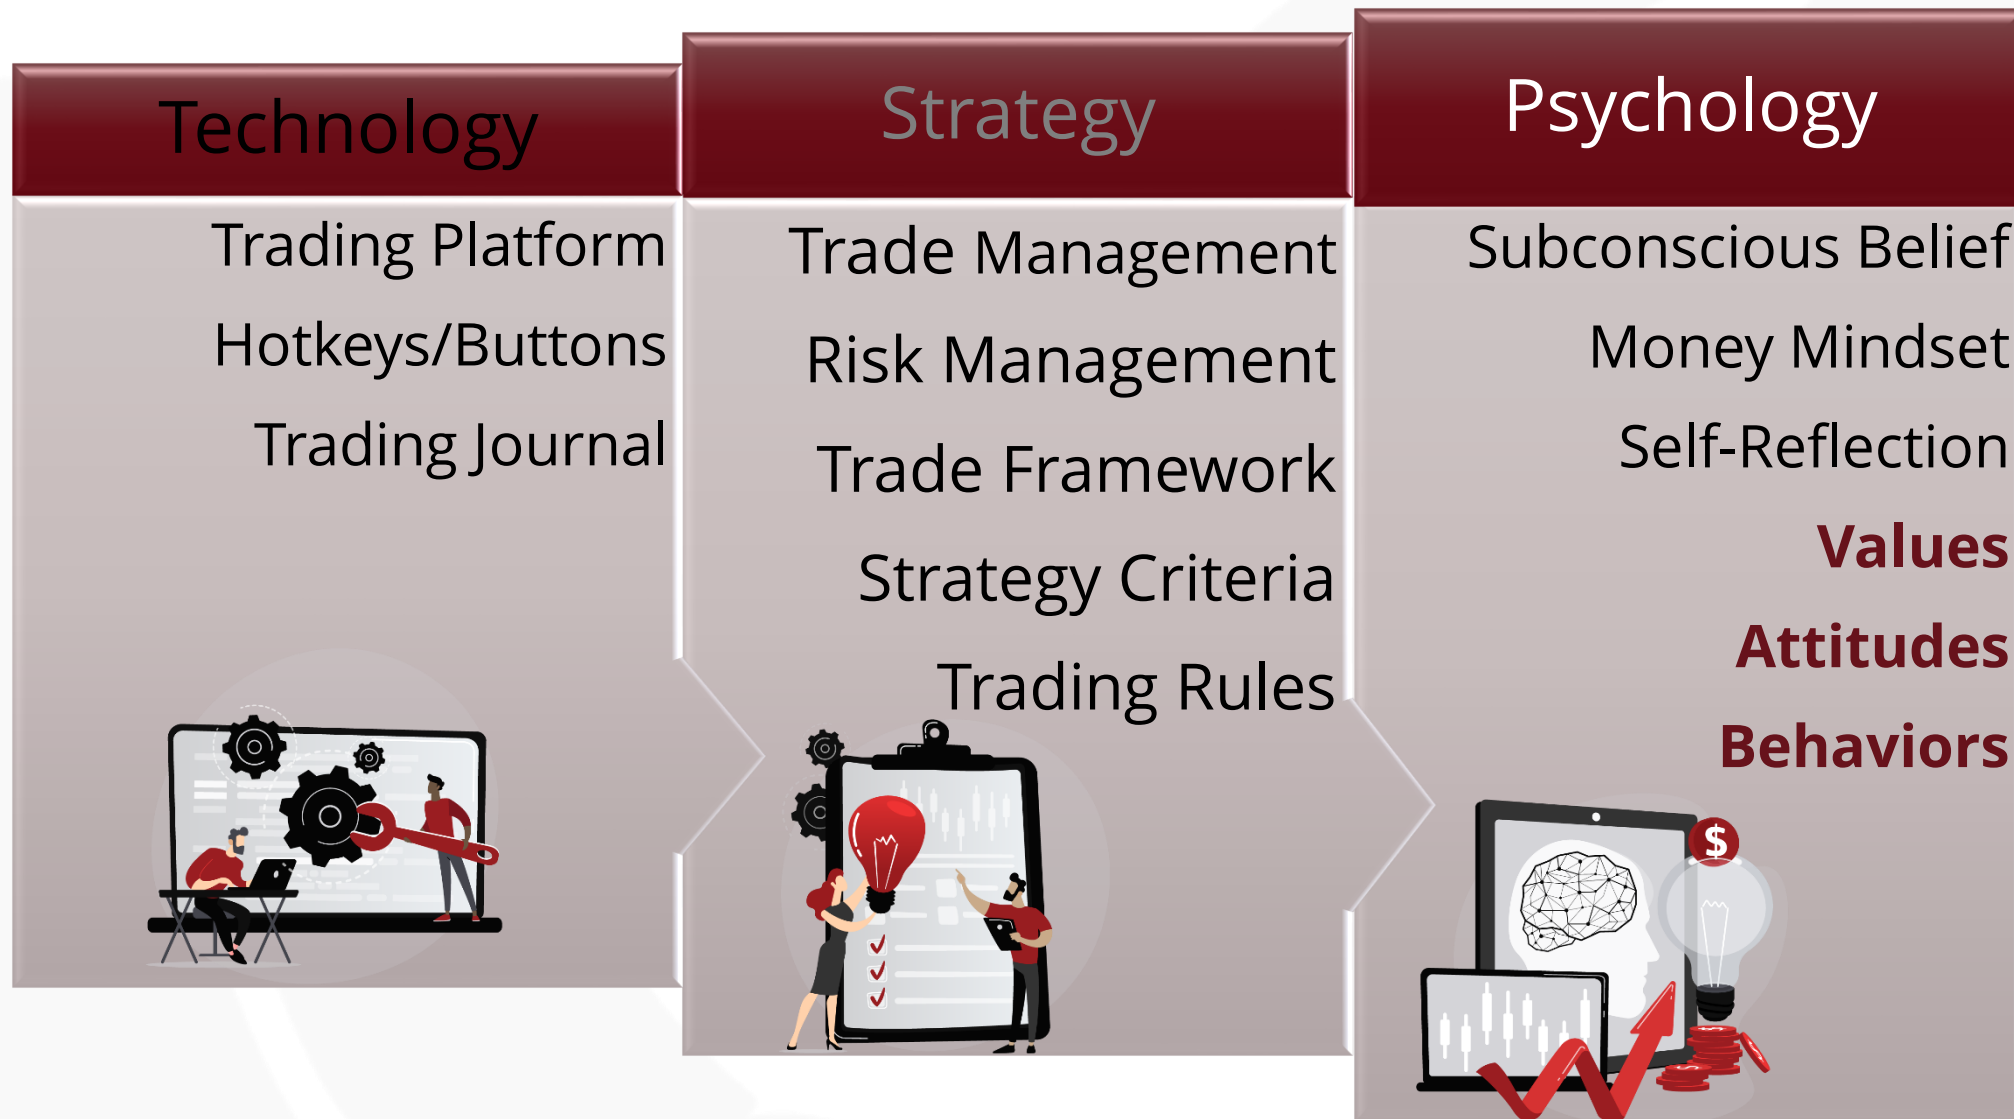 Technology
Trading Platform
Hotkeys/Buttons
Trading Journal
Strategy
Trade Management
Risk Management
Trade Framework
Strategy Criteria
Trading Rules
Psychology
Subconscious Belief
Money Mindset
Self-Reflection
Values
Attitudes
Behaviors
$